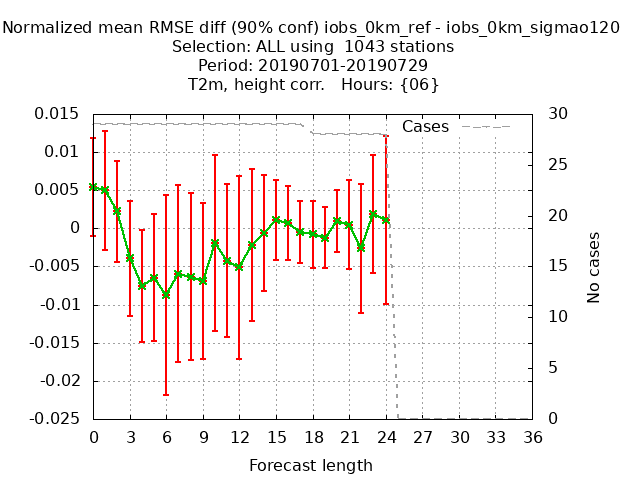 Normalized mean RMSE diff (90% conf) iobs_0km_ref - iobs_0km_sigmao120
Selection: ALL using  1043 stations
Period: 20190701-20190729
T2m, height corr.   Hours: {06}
Cases
0.015
0.01
0.005
0
-0.005
-0.01
-0.015
-0.02
-0.025
30
25
20
15
10
5
0
No cases
0 3 6 9 12 15 18 21 24 27 30 33 36
Forecast length